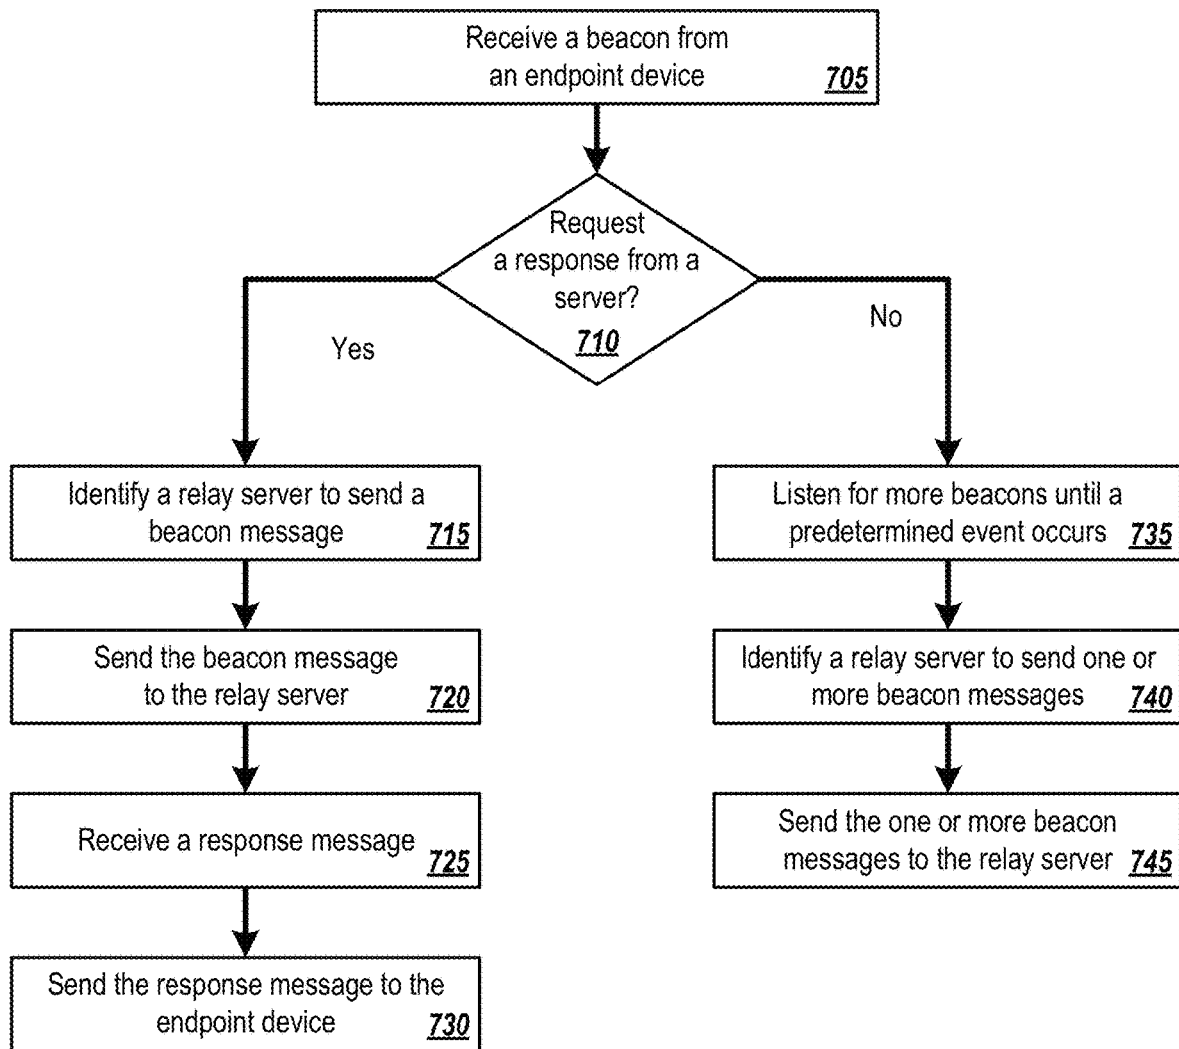 Receive a beacon from
an endpoint device 705
Request
a response from a
server?
710
Yes
No
Identify a relay server to send a
beacon message 715
Send the beacon message
to the relay server 720
Receive a response message 725
Send the response message to the
endpoint device 730
Listen for more beacons until a
predetermined event occurs 735
Identify a relay server to send one or
more beacon messages 740
Send the one or more beacon
messages to the relay server 745